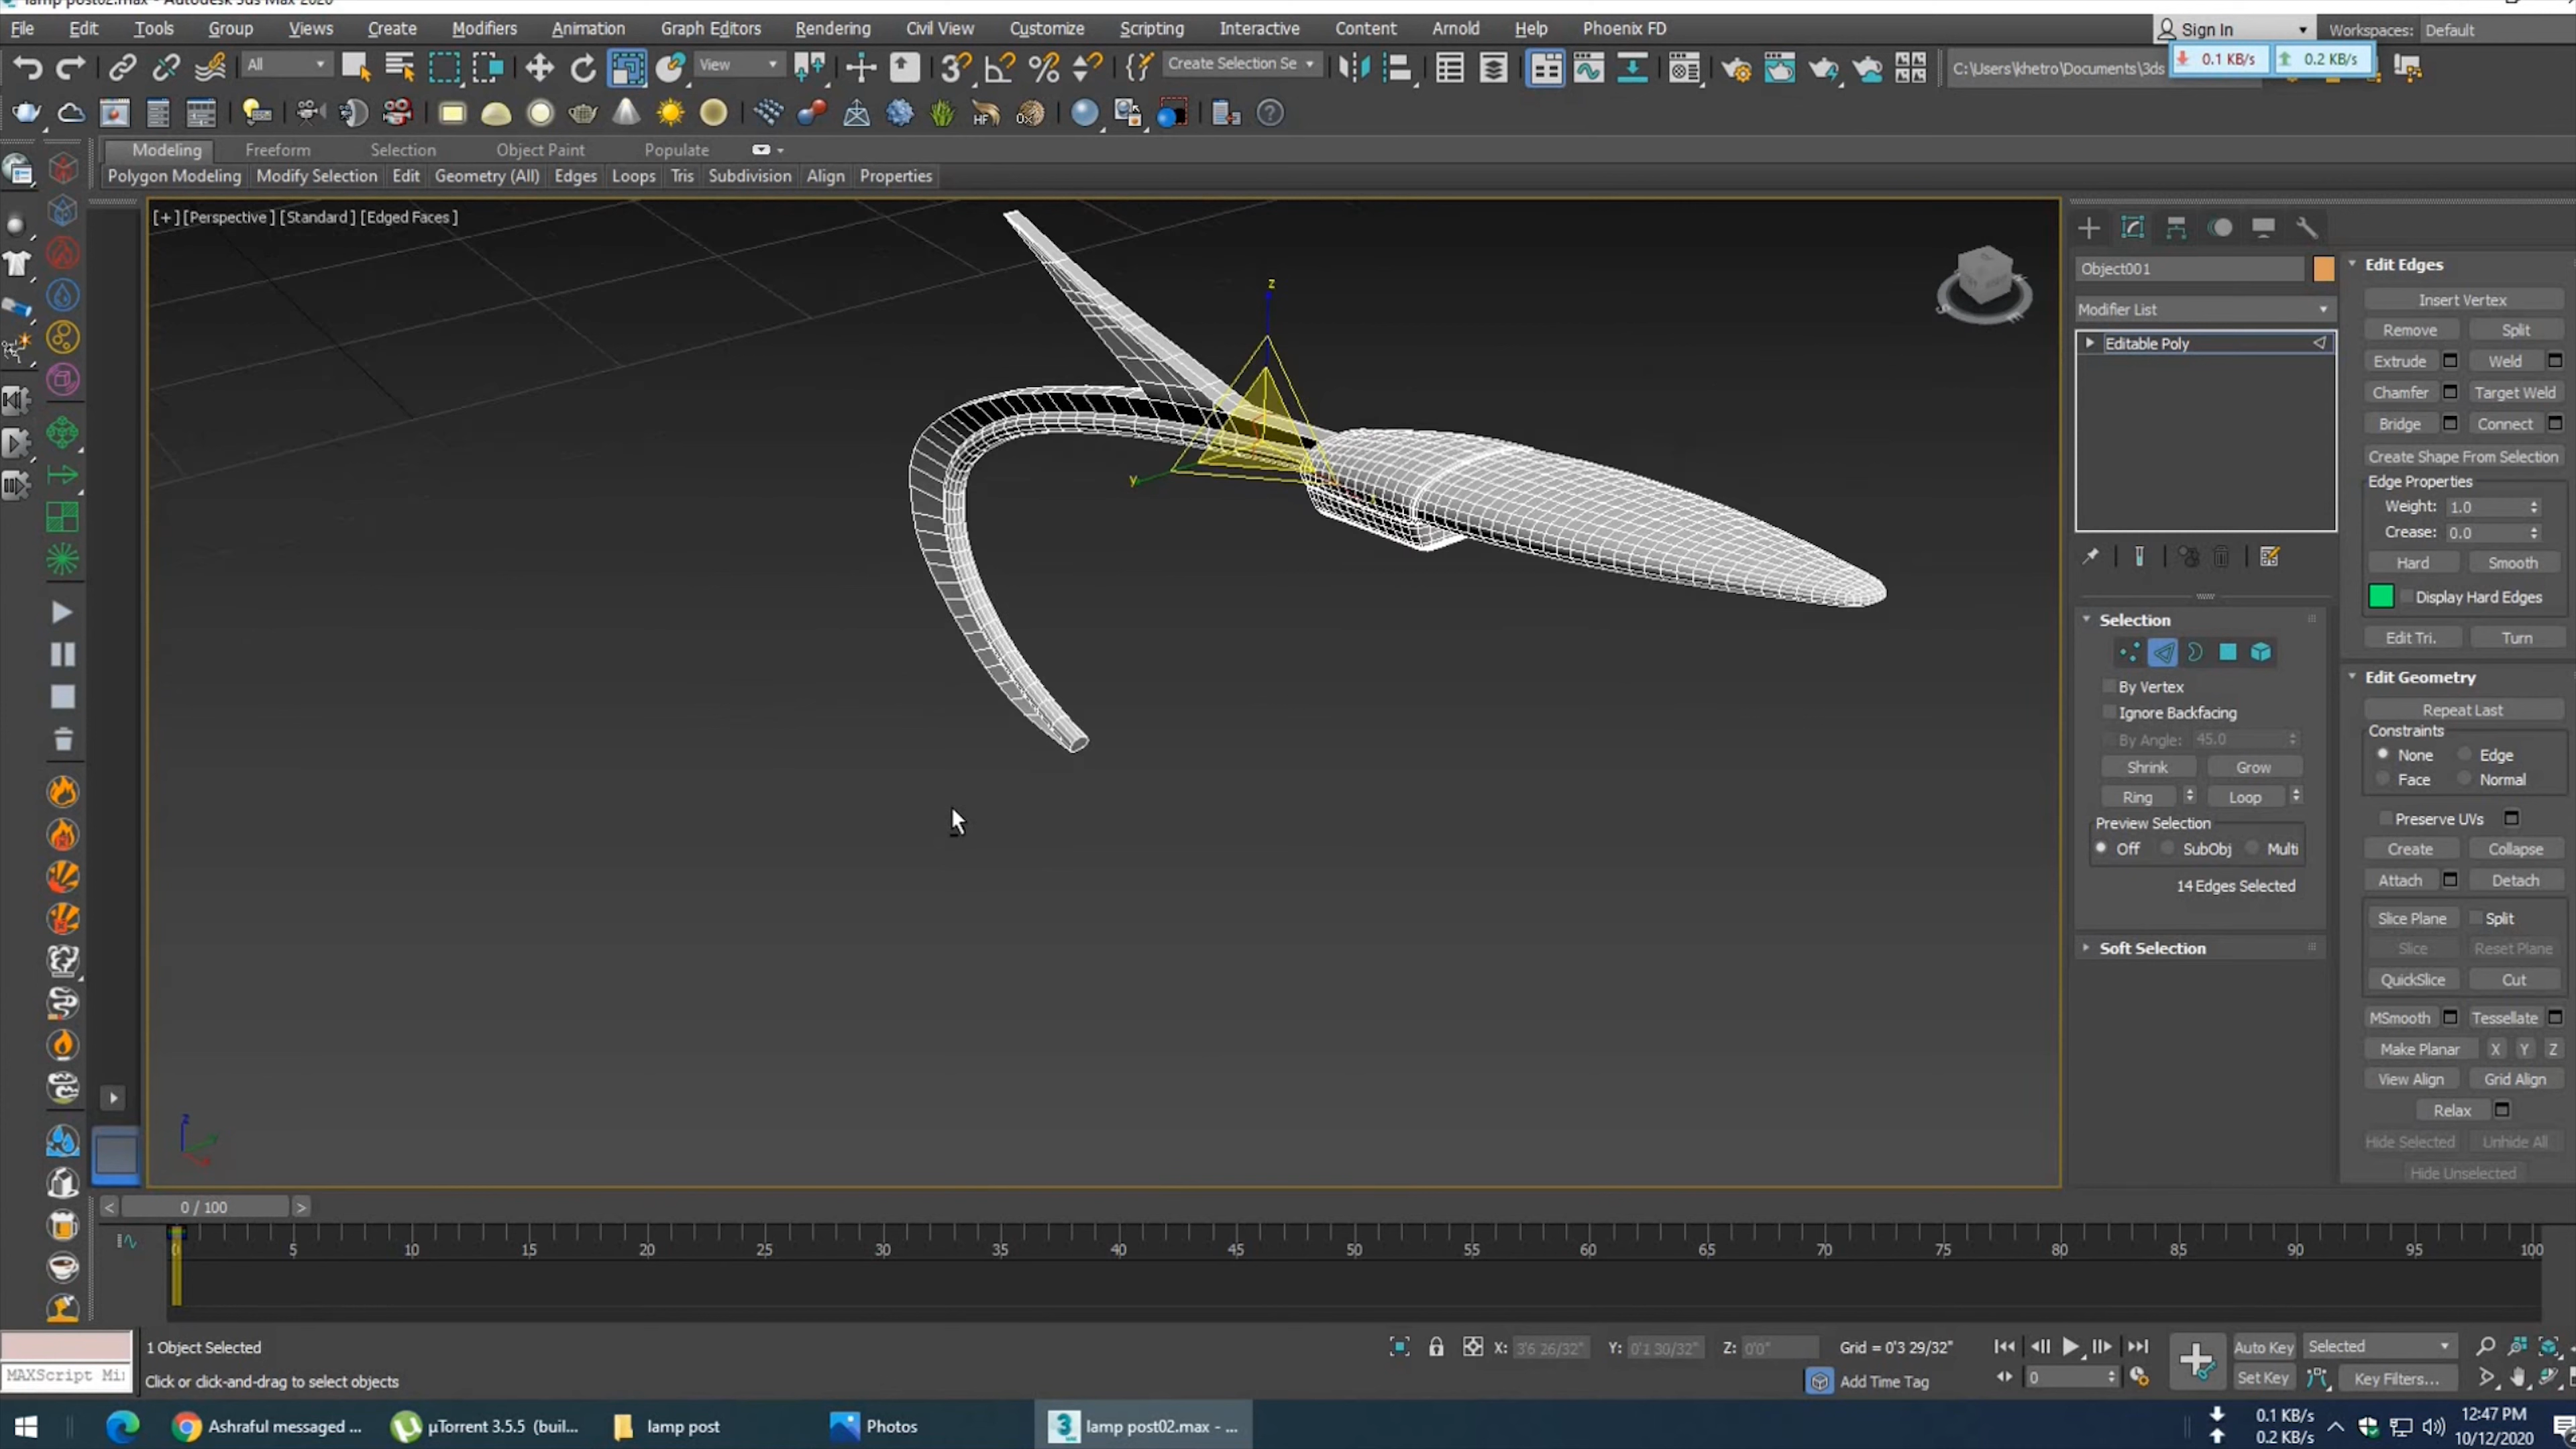 lamp post02.max - Autodesk 3ds Max 2020
File Edit Tools Group Views Create Modifiers Animation Graph Editors Rendering Civil View Customize Scripting Interactive Content Arnold Help Phoenix FD
Sign In Workspaces: Default
0.1 KB/s 0.2 KB/s
All View Create Selection Se C:\Users\khetro\Documents\3ds
Modeling Freeform Selection Object Paint Populate
Polygon Modeling Modify Selection Edit Geometry (All) Edges Loops Tris Subdivision Align Properties
[+] [Perspective ] [Standard ] [Edged Faces ]
z
y
Object001
Modifier List
Editable Poly
Selection
By Vertex
Ignore Backfacing
By Angle: 45.0
Shrink Grow
Ring Loop
Preview Selection
Off SubObj Multi
14 Edges Selected
Soft Selection
Edit Edges
Insert Vertex
Remove Split
Extrude Weld
Chamfer Target Weld
Bridge Connect
Create Shape From Selection
Edge Properties
Weight: 1.0
Crease: 0.0
Hard Smooth
Display Hard Edges
Edit Tri. Turn
Edit Geometry
Repeat Last
Constraints
None Edge
Face Normal
Preserve UVs
Create Collapse
Attach Detach
Slice Plane Split
Slice Reset Plane
QuickSlice Cut
MSmooth Tessellate
Make Planar X Y Z
View Align Grid Align
Relax
Hide Selected Unhide All
Hide Unselected
z
< 0 / 100 >
0 5 10 15 20 25 30 35 40 45 50 55 60 65 70 75 80 85 90 95 100
1 Object Selected X: 3'6 26/32" Y: 0'1 30/32" Z: 0'0" Grid = 0'3 29/32" Auto Key Selected
MAXScript Mi Click or click-and-drag to select objects Add Time Tag 0 Set Key Key Filters...
Ashraful messaged ... µTorrent 3.5.5 (buil... lamp post Photos lamp post02.max - ...
0.1 KB/s
0.2 KB/s
12:47 PM
10/12/2020